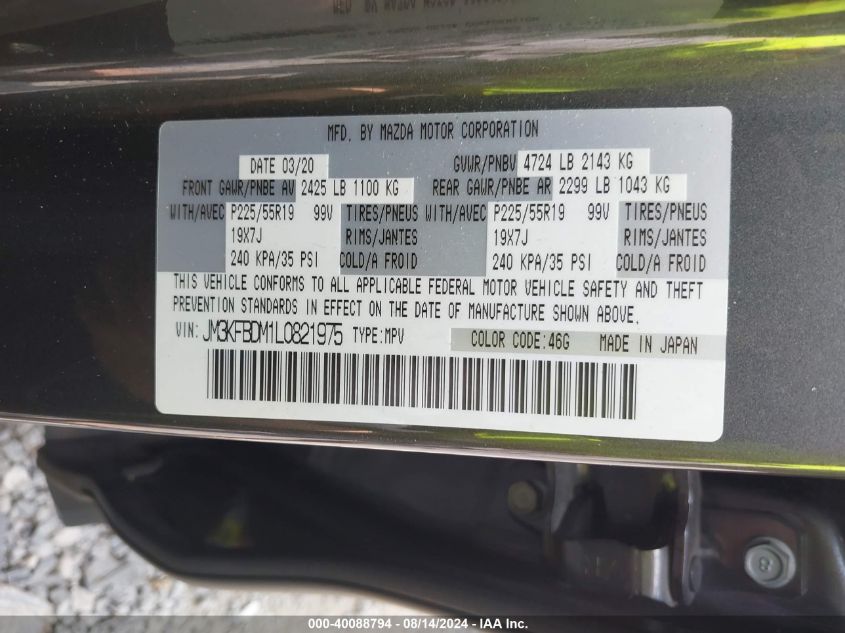 MFD. BY MAZDA MOTOR CORPORATION
DATE 03/20 GVWR/PNBV 4724 LB 2143 KG
FRONT GAWR/PNBE AV 2425 LB 1100 KG REAR GAWR/PNBE AR 2299 LB 1043 KG
WITH/AVEC P225/55R19 99V TIRES/PNEUS WITH/AVEC P225/55R19 99V TIRES/PNEUS
19X7J RIMS/JANTES 19X7J RIMS/JANTES
240 KPA/35 PSI COLD/A FROID 240 KPA/35 PSI COLD/A FROID
THIS VEHICLE CONFORMS TO ALL APPLICABLE FEDERAL MOTOR VEHICLE SAFETY AND THEFT
PREVENTION STANDARDS IN EFFECT ON THE DATE OF MANUFACTURE SHOWN ABOVE.
VIN: JM3KFBDM1L0821975 TYPE:MPV COLOR CODE:46G MADE IN JAPAN
8
000-40088794 - 08/14/2024 - IAA Inc.